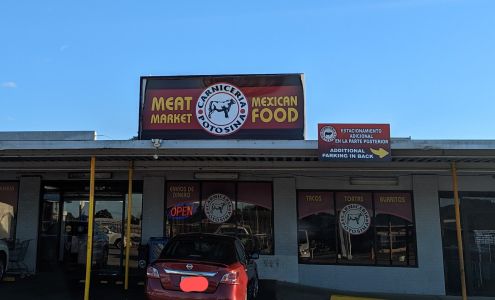 MEAT
MARKET
CARNICERIA
POTOSINA
MEXICAN
FOOD
ESTACIONAMIENTO
ADICIONAL
EN LA PARTE POSTERIOR
ADDITIONAL
PARKING IN BACK
ENVIOS DE
DINERO
OPEN
TACOS
TORTAS
BURRITOS